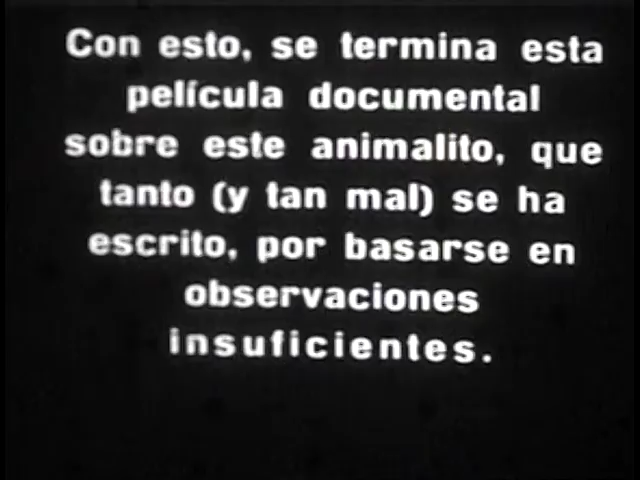 Con esto, se termina esta
película documental
sobre este animalito, que
tanto (y tan mal) se ha
escrito, por basarse en
observaciones
insuficientes.